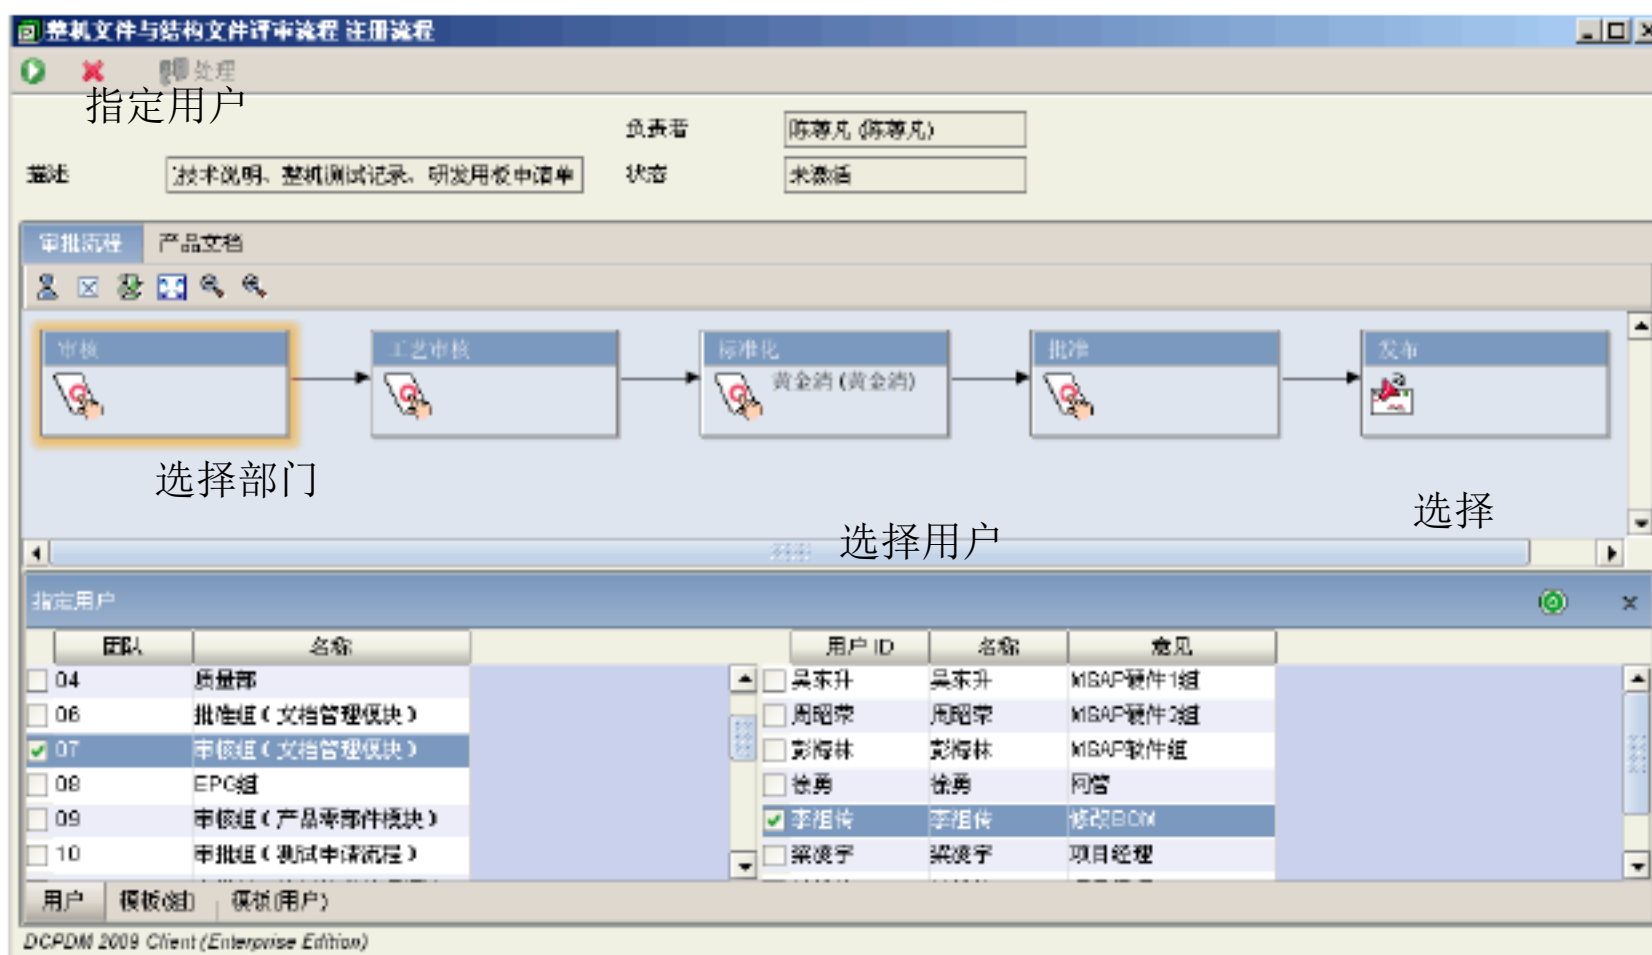 整机文件与结构文件评审流程 注册流程
处理
指定用户
负责者 陈尊凡 (陈尊凡)
描述 技术说明、整机测试记录、研发用板申请单 状态 未激活
审批流程 产品文档
审核 工艺审核 标准化 批准 发布
选择部门
选择用户
选择
指定用户
团队 名称 用户 ID 名称 意见
04 质量部 吴东升 吴东升 MSAP硬件1组
06 批准组(文档管理模块) 周昭荣 周昭荣 MSAP硬件2组
07 审核组(文档管理模块) 彭海林 彭海林 MSAP软件组
08 EPG组 徐勇 徐勇 网管
09 审核组(产品零部件模块) 李祖传 李祖传 修改BOM
10 审批组(测试申请流程) 梁凌宇 梁凌宇 项目经理
用户 模板(组) 模板(用户)
DCPDM 2009 Client (Enterprise Edition)